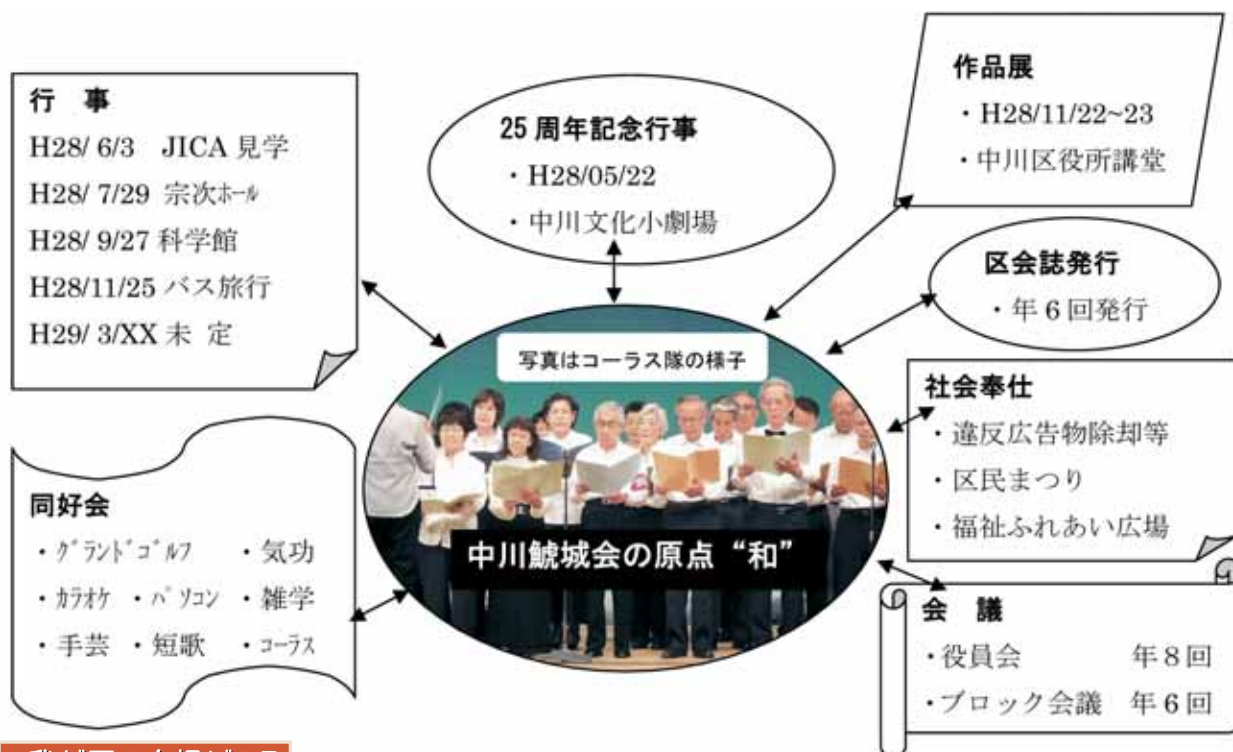 行 事
H28/ 6/3 JICA 見学
H28/ 7/29 宗次ﾎｰﾙ
H28/ 9/27 科学館
H28/11/25 バス旅行
H29/ 3/XX 未 定
25 周年記念行事
・H28/05/22
・中川文化小劇場
作品展
・H28/11/22~23
・中川区役所講堂
区会誌発行
・年 6 回発行
社会奉仕
・違反広告物除却等
・区民まつり
・福祉ふれあい広場
会 議
・役員会 年 8 回
・ブロック会議 年 6 回
同好会
・ｸﾞﾗﾝﾄﾞｺﾞﾙﾌ ・気功
・ｶﾗｵｹ ・ﾊﾟｿｺﾝ ・雑学
・手芸 ・短歌 ・ｺｰﾗｽ
写真はコーラス隊の様子
中川鯱城会の原点 “和”